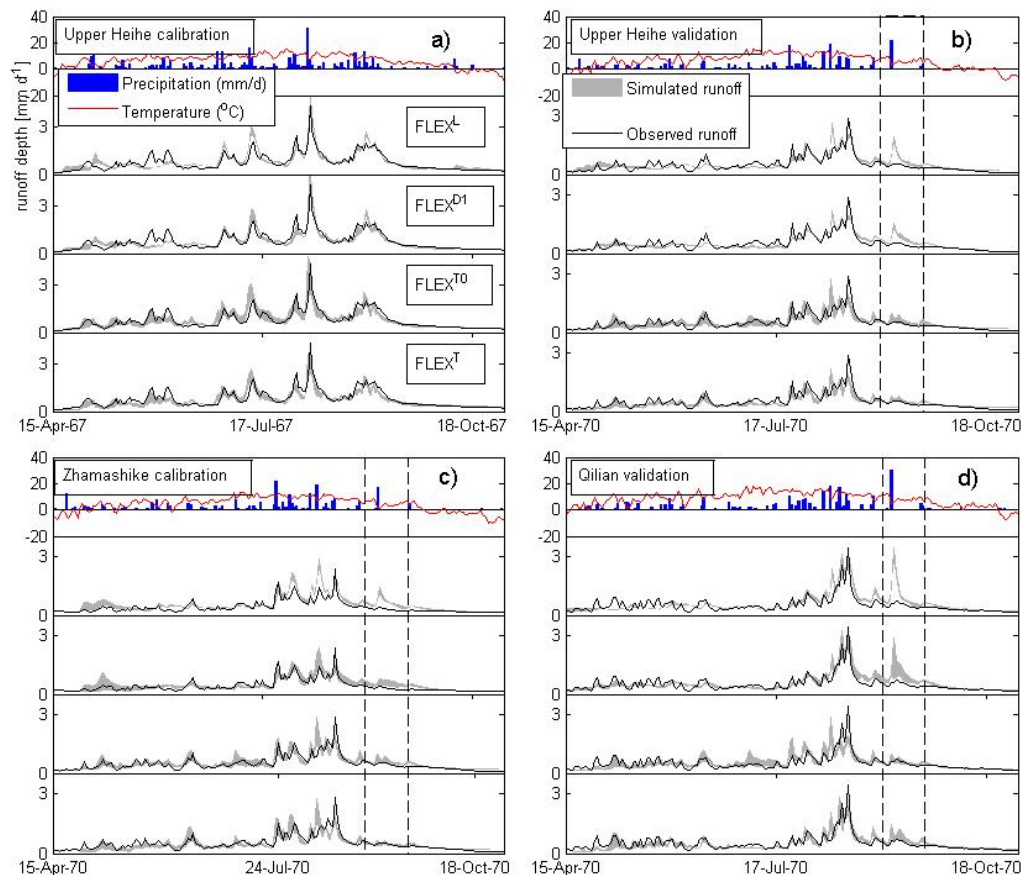 40
Upper Heihe calibration
a)
20
0
-20
Precipitation (mm/d)
Temperature (°C)
runoff depth [mm d⁻¹]
3
FLEX^L
0
3
FLEX^D1
0
3
FLEX^T0
0
3
FLEX^T
0
15-Apr-67
17-Jul-67
18-Oct-67
40
Upper Heihe validation
b)
20
0
-20
Simulated runoff
Observed runoff
3
0
3
0
3
0
3
0
15-Apr-70
17-Jul-70
18-Oct-70
40
Zhamashike calibration
c)
20
0
-20
3
0
3
0
3
0
3
0
15-Apr-70
24-Jul-70
18-Oct-70
40
Qilian validation
d)
20
0
-20
3
0
3
0
3
0
3
0
15-Apr-70
17-Jul-70
18-Oct-70